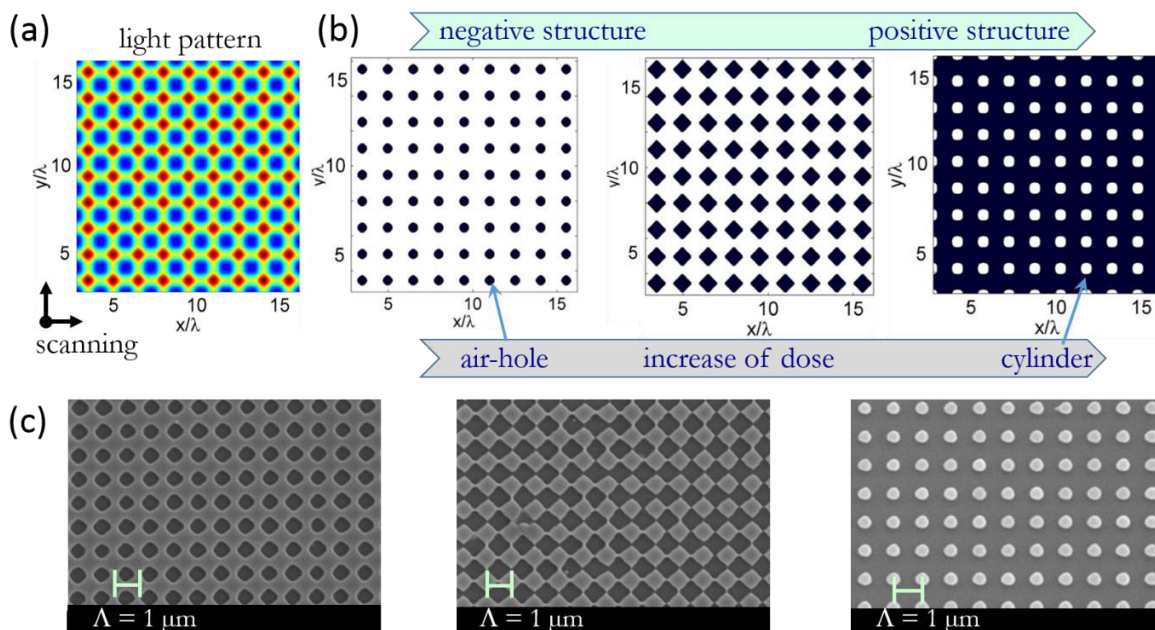 (a)
light pattern
15
10
5
y/λ
5 10 15
x/λ
scanning
(b)
negative structure positive structure
15
10
5
y/λ
5 10 15
x/λ
15
10
5
y/λ
5 10 15
x/λ
15
10
5
y/λ
5 10 15
x/λ
air-hole increase of dose cylinder
(c)
Λ = 1 μm
Λ = 1 μm
Λ = 1 μm